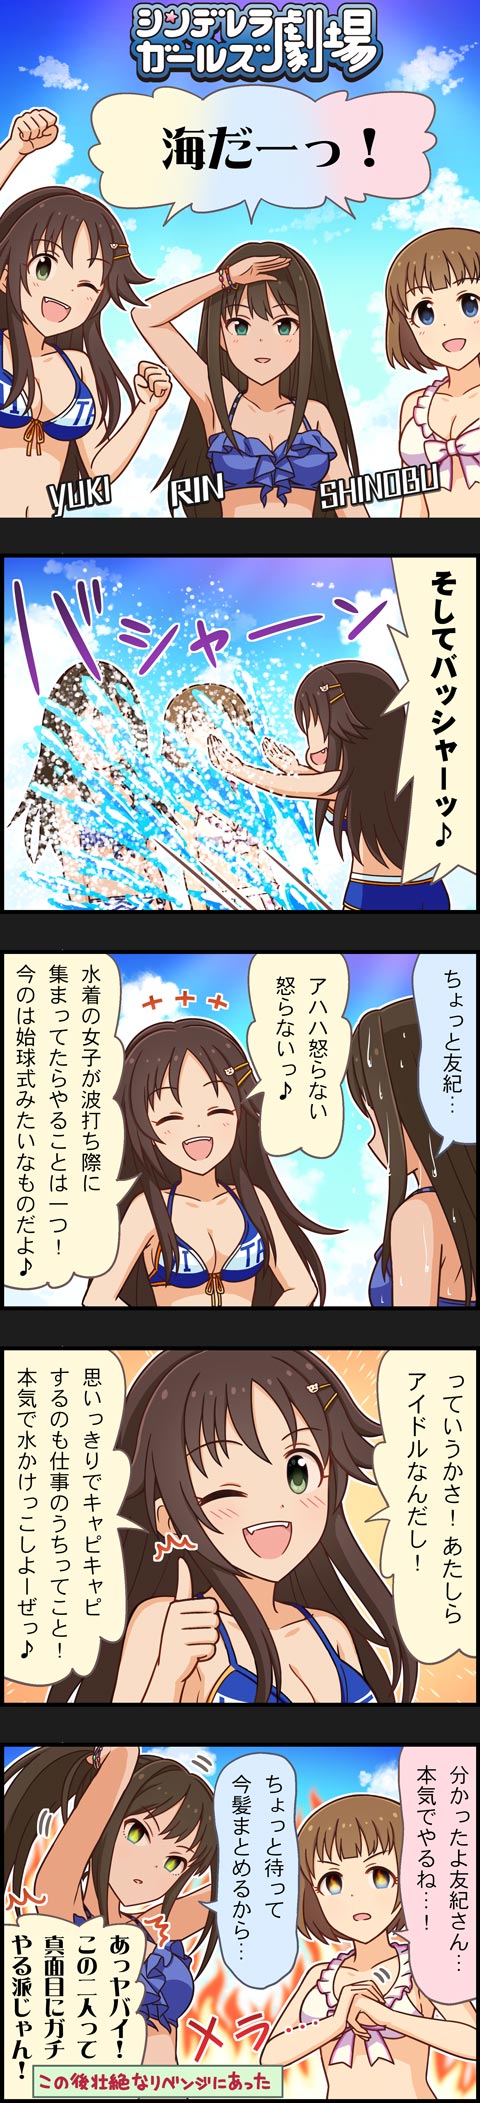 シンデレラ
ガールズ劇場
海だーっ！
YUKI
RIN
SHINOBU
そしてバッシャーッ♪
バシャーン
ちょっと友紀…
アハハ怒らない
怒らないっ♪
水着の女子が波打ち際に
集まってたらやることは一つ！
今のは始球式みたいなものだよ♪
っていうかさ！あたしら
アイドルなんだし！
思いっきりでキャピキャピ
するのも仕事のうちってこと！
本気で水かけっこしよーぜっ♪
分かったよ友紀さん…
本気でやるね…！
ちょっと待って
今髪まとめるから…
メラ…
あっヤバイ！
この二人って
真面目にガチ
やる派じゃん！
この後壮絶なリベンジにあった